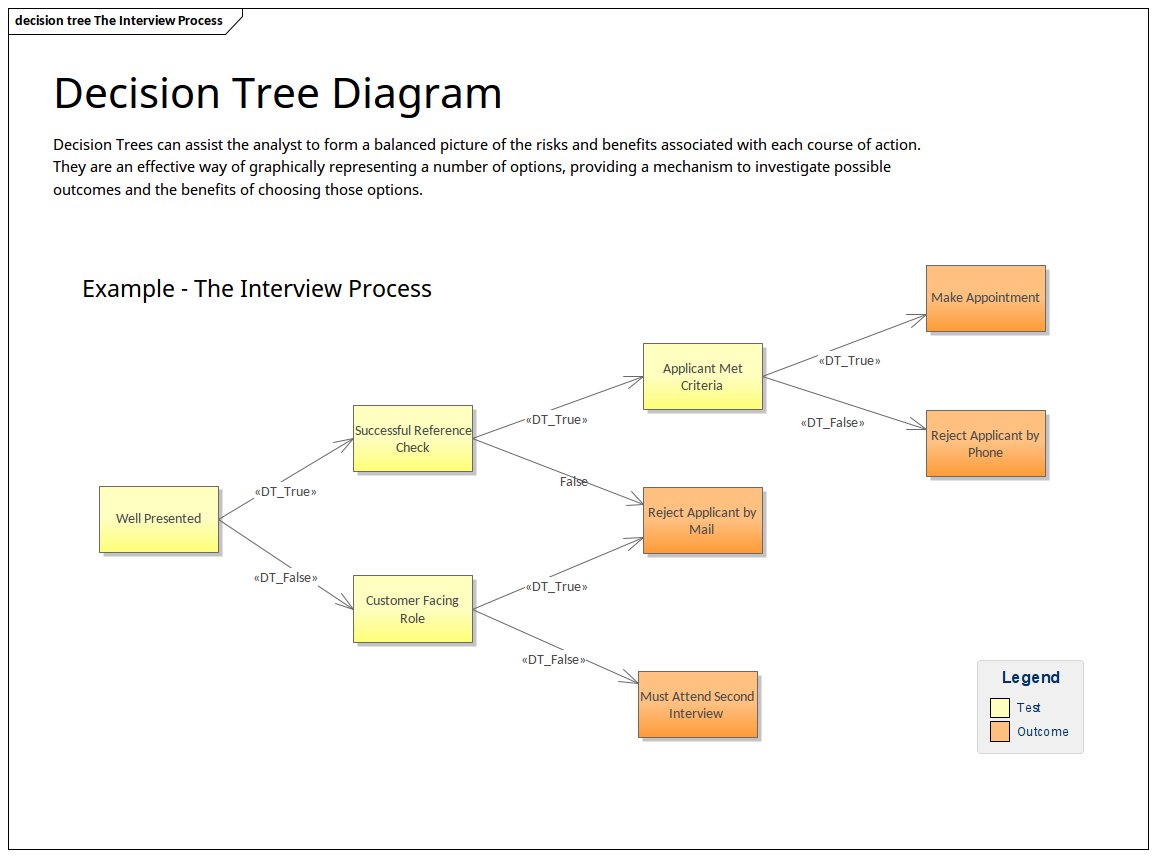 decision tree The Interview Process
Decision Tree Diagram
Decision Trees can assist the analyst to form a balanced picture of the risks and benefits associated with each course of action.
They are an effective way of graphically representing a number of options, providing a mechanism to investigate possible
outcomes and the benefits of choosing those options.
Example - The Interview Process
Make Appointment
«DT_True»
Applicant Met
Criteria
«DT_False»
Reject Applicant by
Phone
«DT_True»
Successful Reference
Check
False
«DT_True»
Well Presented
Reject Applicant by
Mail
«DT_False»
«DT_True»
Customer Facing
Role
«DT_False»
Must Attend Second
Interview
Legend
Test
Outcome